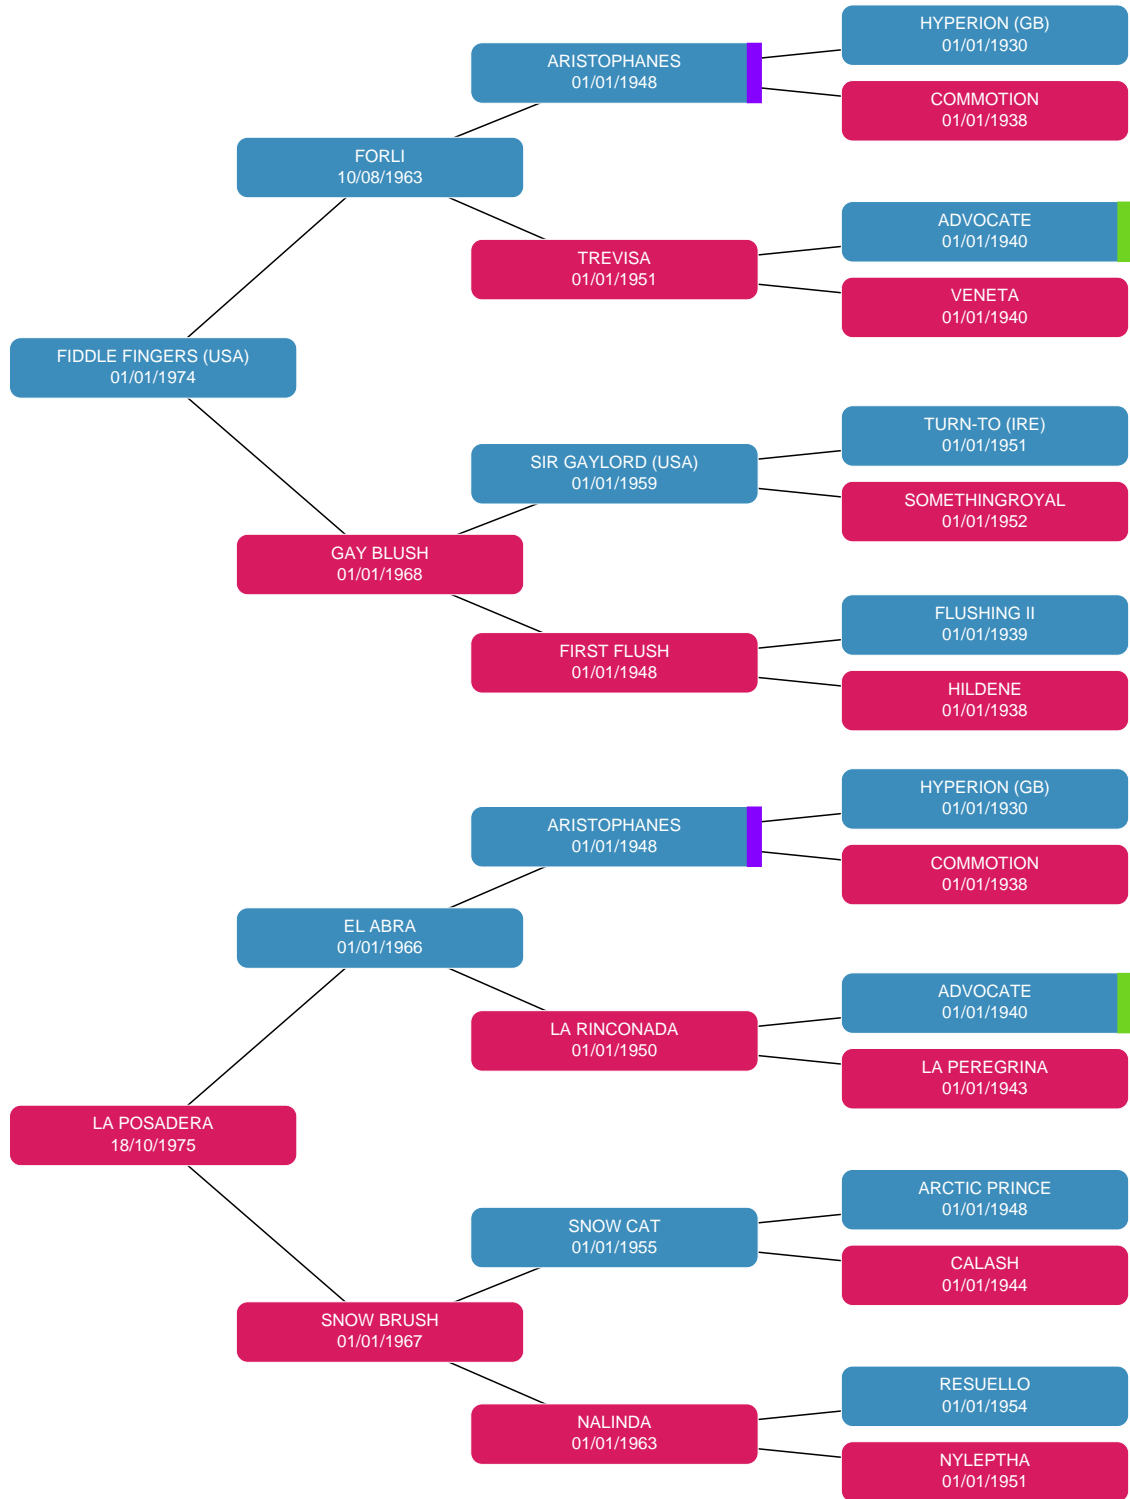 HYPERION (GB)
01/01/1930
ARISTOPHANES
01/01/1948
COMMOTION
01/01/1938
FORLI
10/08/1963
ADVOCATE
01/01/1940
TREVISA
01/01/1951
VENETA
01/01/1940
FIDDLE FINGERS (USA)
01/01/1974
TURN-TO (IRE)
01/01/1951
SIR GAYLORD (USA)
01/01/1959
SOMETHINGROYAL
01/01/1952
GAY BLUSH
01/01/1968
FLUSHING II
01/01/1939
FIRST FLUSH
01/01/1948
HILDENE
01/01/1938
HYPERION (GB)
01/01/1930
ARISTOPHANES
01/01/1948
COMMOTION
01/01/1938
EL ABRA
01/01/1966
ADVOCATE
01/01/1940
LA RINCONADA
01/01/1950
LA PEREGRINA
01/01/1943
LA POSADERA
18/10/1975
ARCTIC PRINCE
01/01/1948
SNOW CAT
01/01/1955
CALASH
01/01/1944
SNOW BRUSH
01/01/1967
RESUELLO
01/01/1954
NALINDA
01/01/1963
NYLEPTHA
01/01/1951